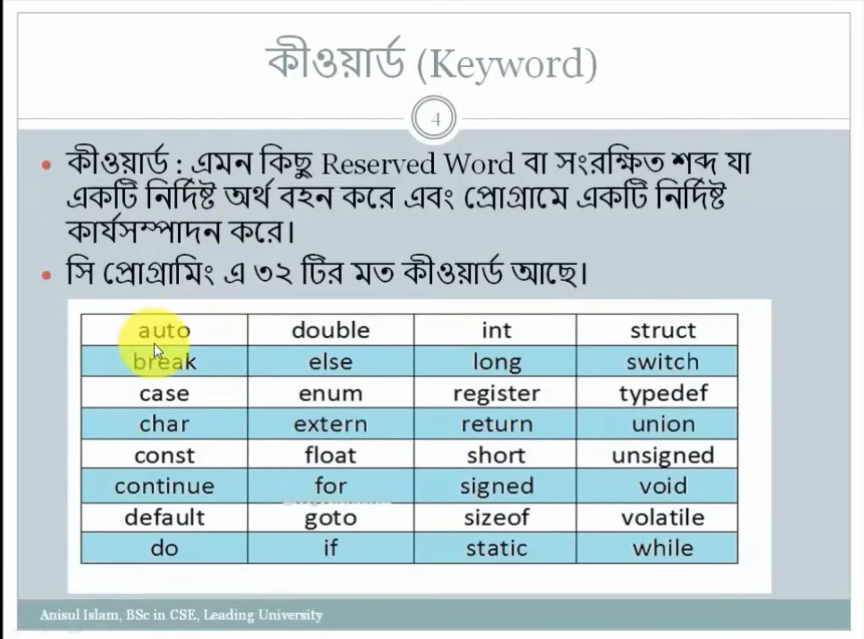 কীওয়ার্ড (Keyword)
4
কীওয়ার্ড : এমন কিছু Reserved Word বা সংরক্ষিত শব্দ যা
একটি নির্দিষ্ট অর্থ বহন করে এবং প্রোগ্রামে একটি নির্দিষ্ট
কার্যসম্পাদন করে।
সি প্রোগ্রামিং এ ৩২ টির মত কীওয়ার্ড আছে।
auto double int struct
break else long switch
case enum register typedef
char extern return union
const float short unsigned
continue for signed void
default goto sizeof volatile
do if static while
Anisul Islam, BSc in CSE, Leading University